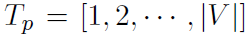 T_p = [1, 2, ⋯ , |V|]